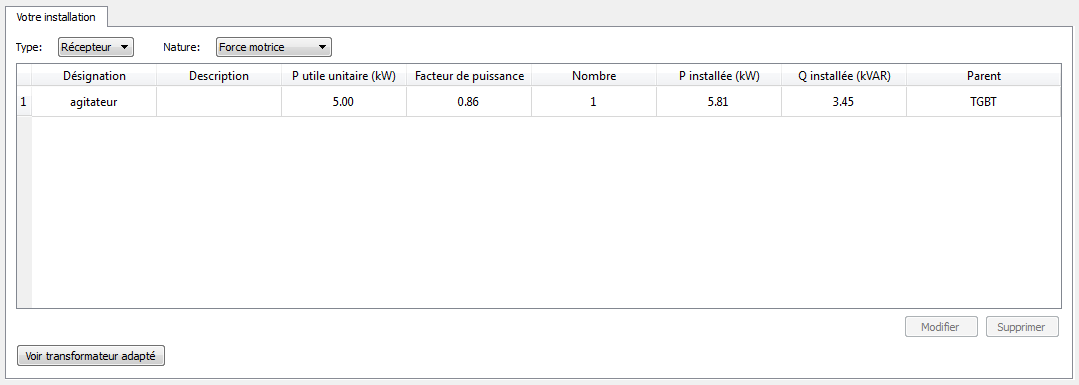 Votre installation
Type: Récepteur Nature: Force motrice
Désignation Description P utile unitaire (kW) Facteur de puissance Nombre P installée (kW) Q installée (kVAR) Parent
1 agitateur 5.00 0.86 1 5.81 3.45 TGBT
Modifier Supprimer
Voir transformateur adapté